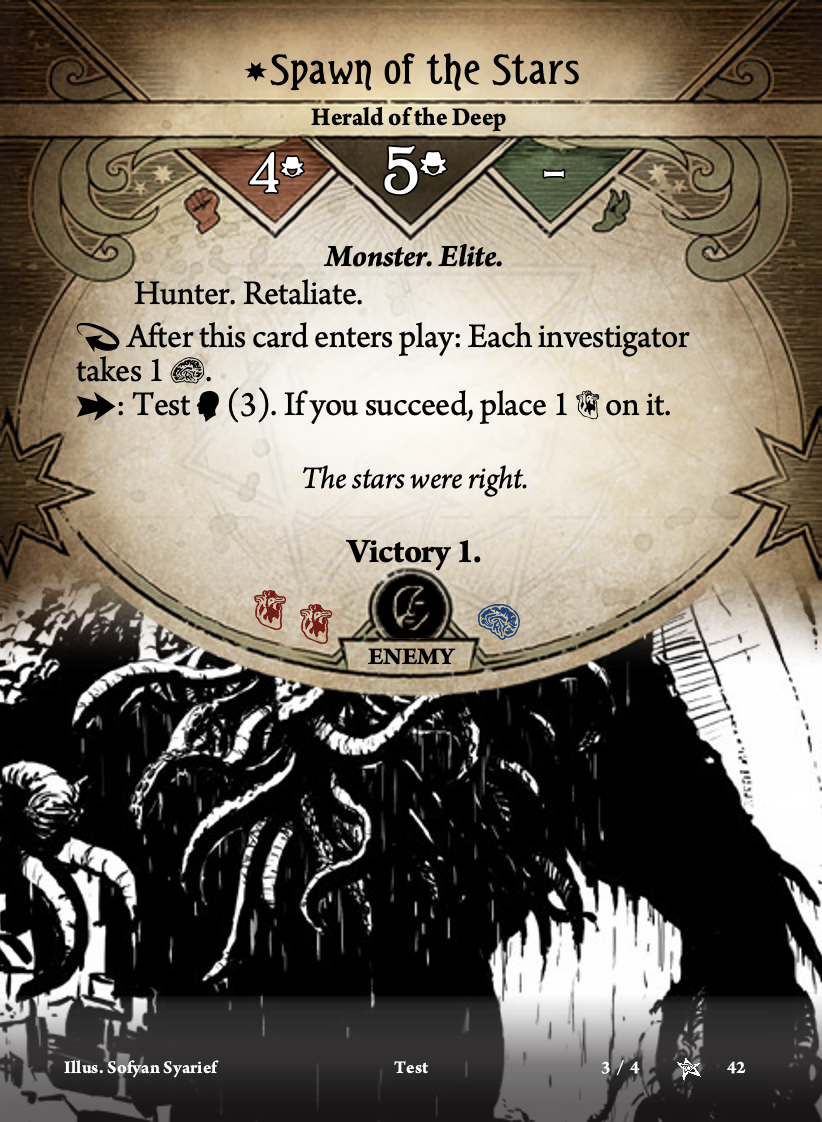 Spawn of the Stars
Herald of the Deep
4 5 –
Monster. Elite.
Hunter. Retaliate.
After this card enters play: Each investigator
takes 1 .
: Test (3). If you succeed, place 1 on it.
The stars were right.
Victory 1.
ENEMY
Illus. Sofyan Syarief Test 3 / 4 42